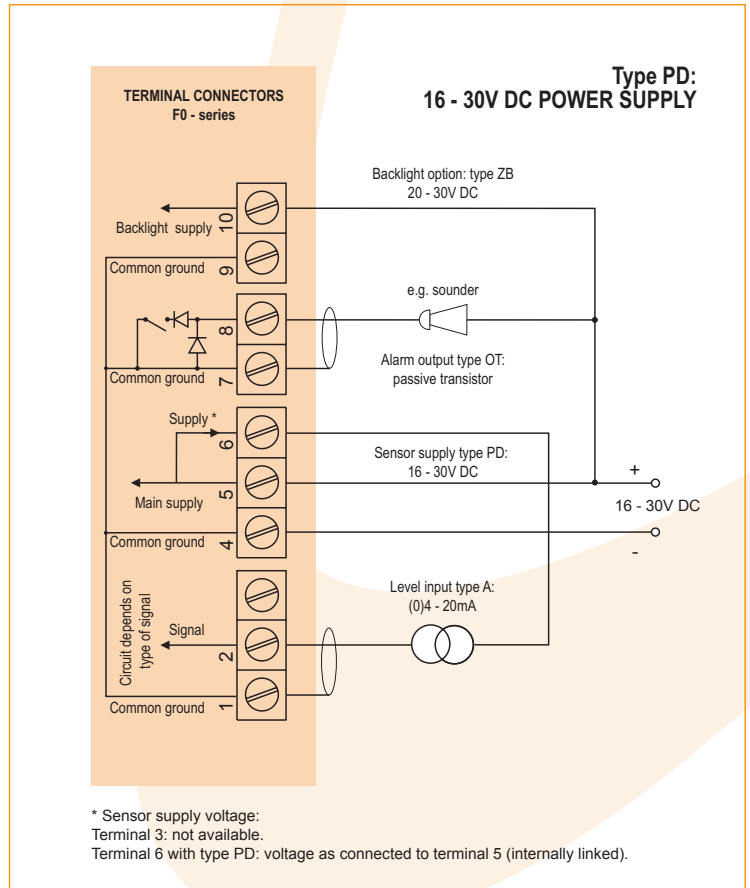 TERMINAL CONNECTORS
F0 - series
Type PD:
16 - 30V DC POWER SUPPLY
Backlight option: type ZB
20 - 30V DC
10
Backlight supply
9
Common ground
e.g. sounder
8
Alarm output type OT:
passive transistor
7
Common ground
Supply *
6
Sensor supply type PD:
16 - 30V DC
5
Main supply
+
16 - 30V DC
-
4
Common ground
Level input type A:
(0)4 - 20mA
Circuit depends on
type of signal
Signal
2
1
Common ground
* Sensor supply voltage:
Terminal 3: not available.
Terminal 6 with type PD: voltage as connected to terminal 5 (internally linked).